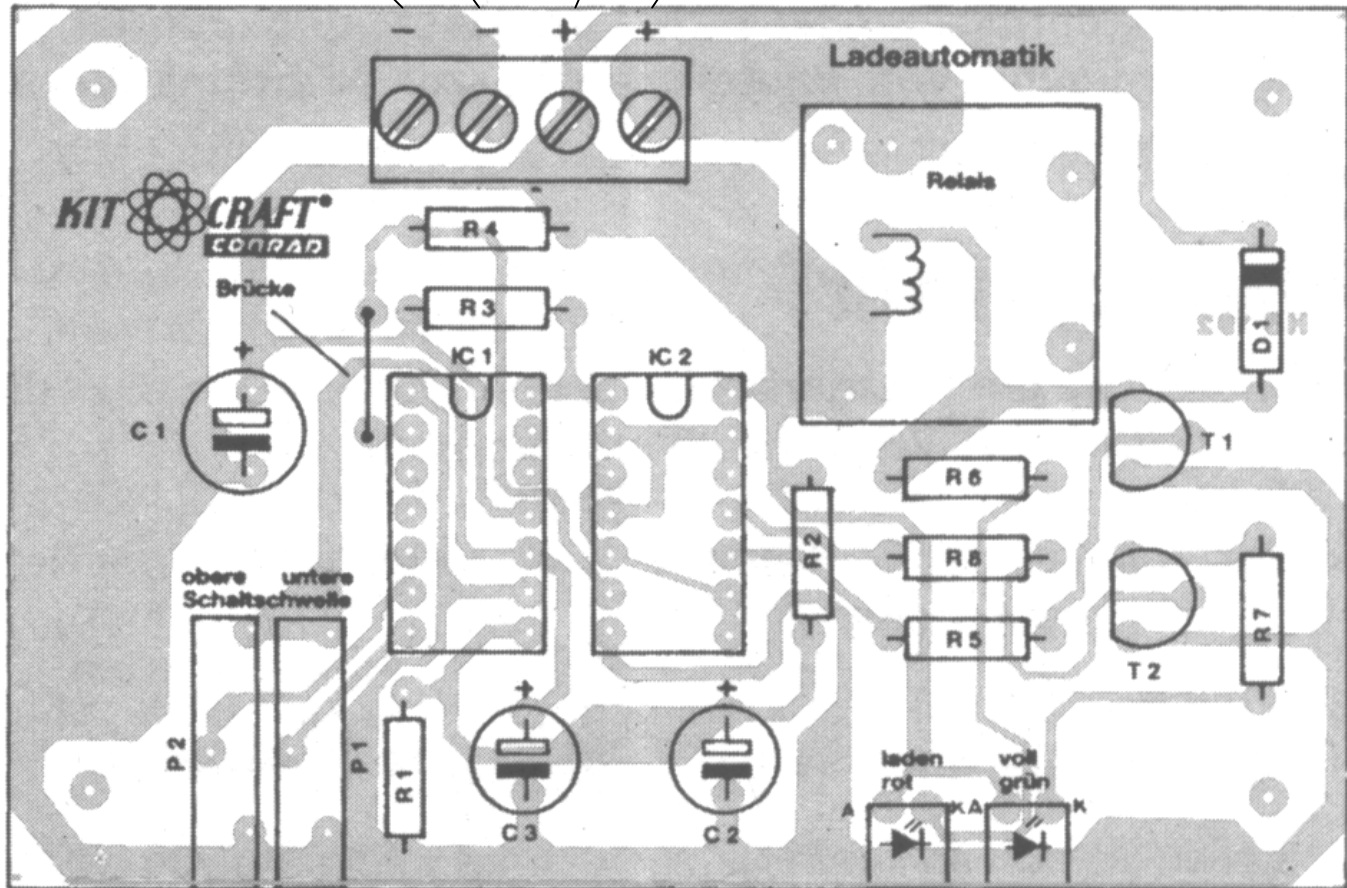 − − + +
Ladeautomatik
Relais
KIT CRAFT®
CONRAD
R 4
Brücke
R 3
D 1
+
IC 1
IC 2
C 1
T 1
R 6
R 2
R 8
obere untere
Schaltschwelle
R 5
R 7
T 2
+
+
P 2
P 1
R 1
laden
rot
voll
grün
A
K
A
K
C 3
C 2